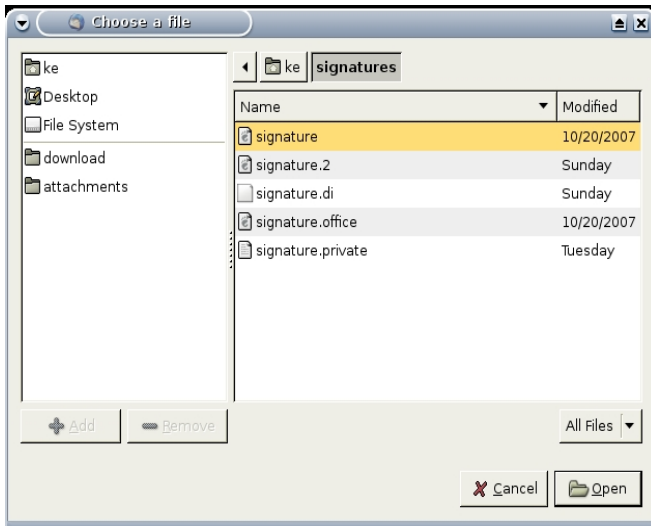 Choose a file
ke
Desktop
File System
download
attachments
ke signatures
Name Modified
signature 10/20/2007
signature.2 Sunday
signature.di Sunday
signature.office 10/20/2007
signature.private Tuesday
Add Remove
All Files
Cancel Open